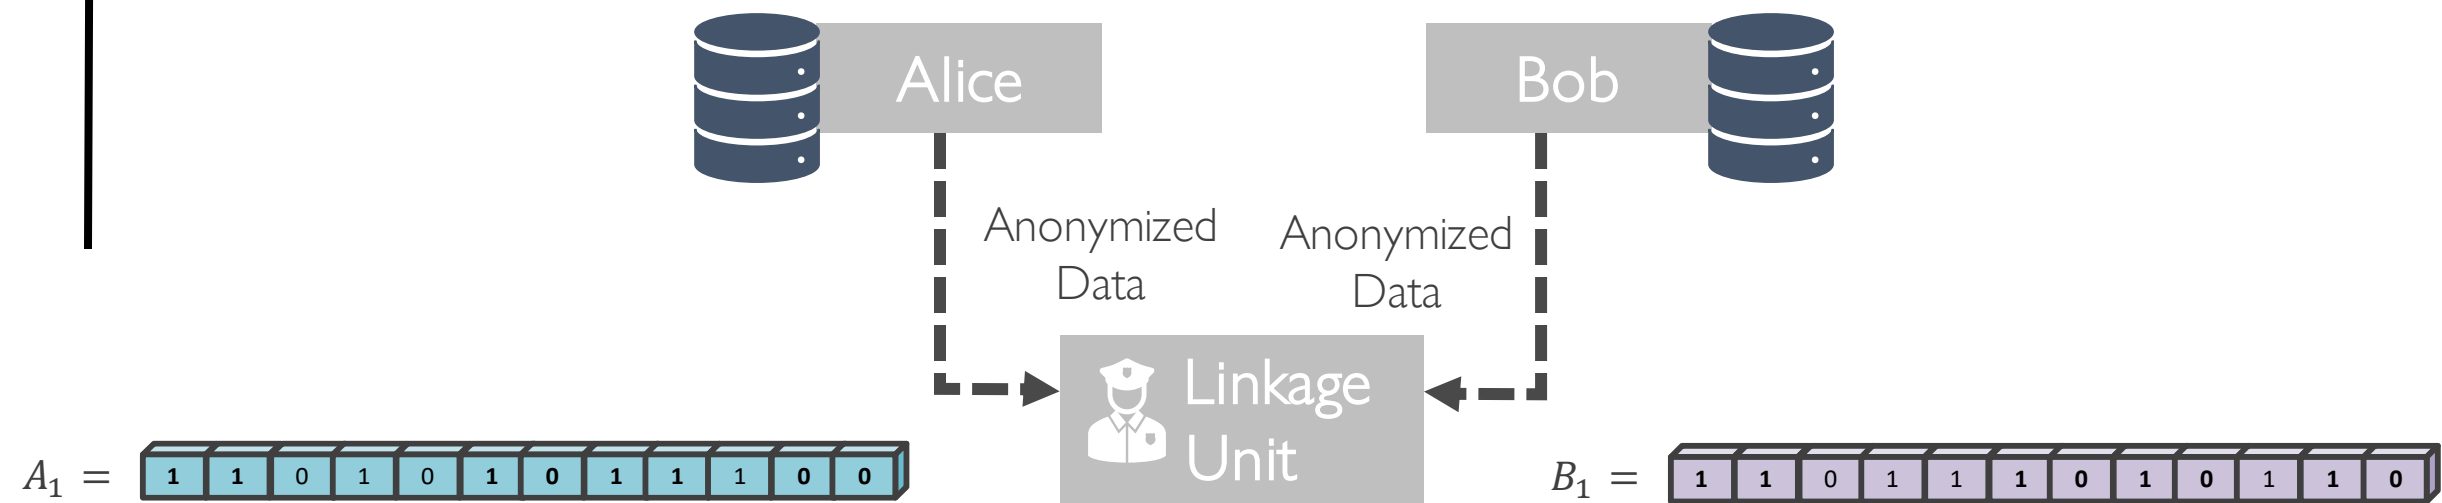 Alice
Bob
Anonymized
Data
Anonymized
Data
Linkage
Unit
A₁ = 1 1 0 1 0 1 0 1 1 1 0 0
B₁ = 1 1 0 1 1 1 0 1 0 1 1 0